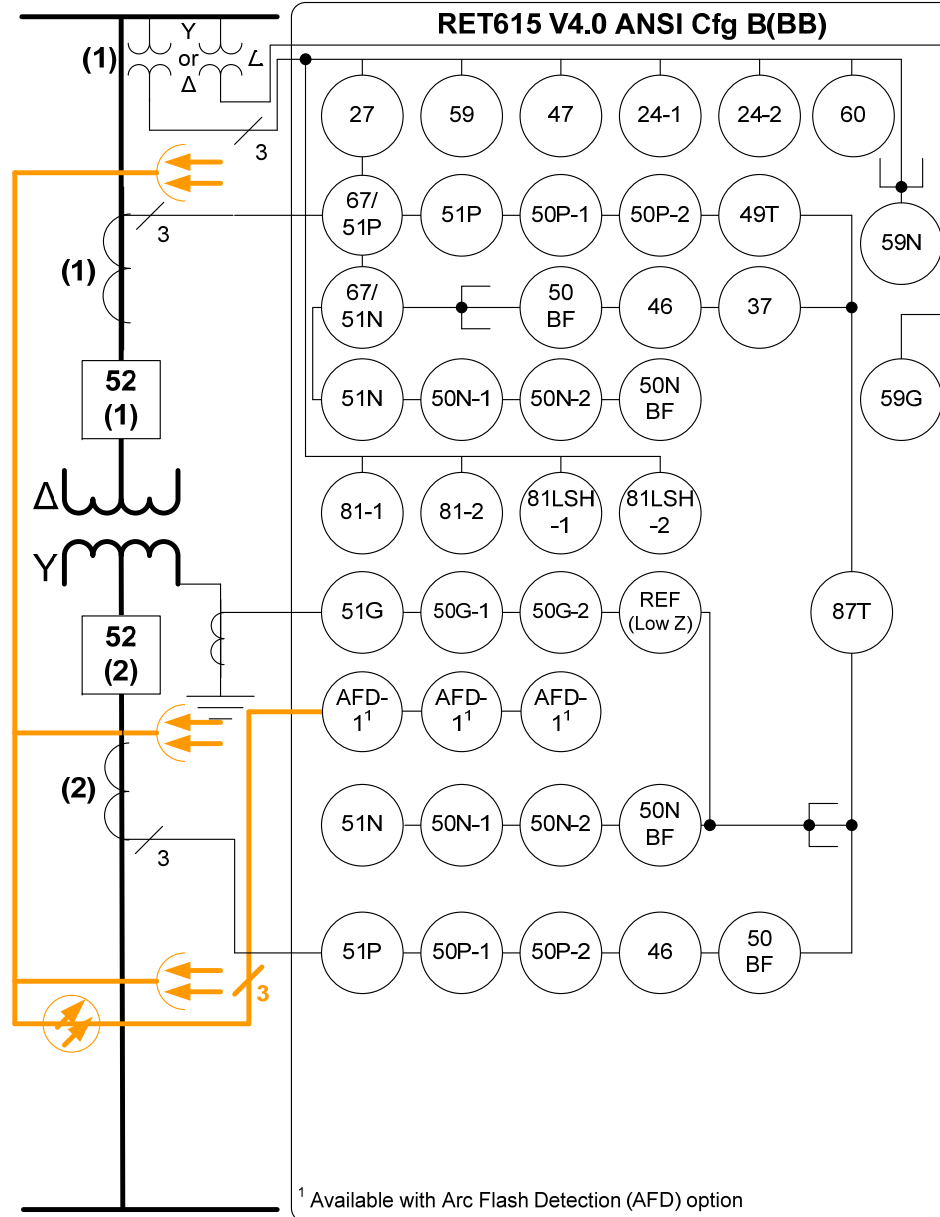 RET615 V4.0 ANSI Cfg B(BB)
(1)
Y
or
Δ
3
27
59
47
24-1
24-2
60
3
67/
51P
51P
50P-1
50P-2
49T
59N
(1)
67/
51N
50
BF
46
37
52
(1)
51N
50N-1
50N-2
50N
BF
59G
Δ
81-1
81-2
81LSH
-1
81LSH
-2
Y
52
(2)
51G
50G-1
50G-2
REF
(Low Z)
87T
AFD-
1¹
AFD-
1¹
AFD-
1¹
(2)
3
51N
50N-1
50N-2
50N
BF
51P
50P-1
50P-2
46
50
BF
3
¹ Available with Arc Flash Detection (AFD) option